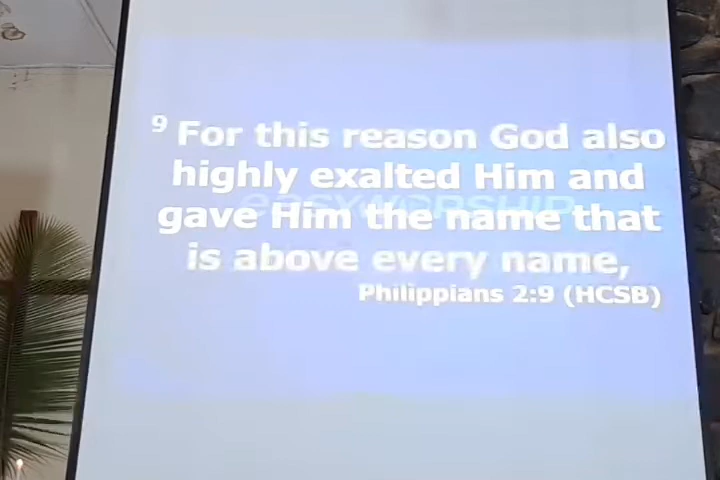 9 For this reason God also
highly exalted Him and
gave Him the name that
is above every name,
Philippians 2:9 (HCSB)
easyworship